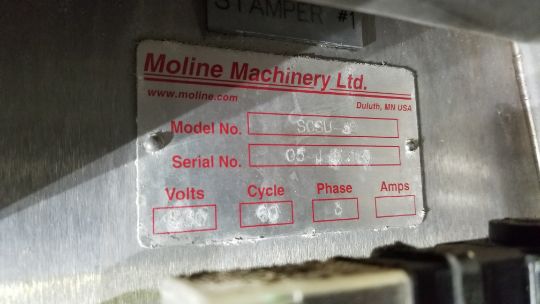 STAMPER #1
Moline Machinery Ltd.
www.moline.com
Duluth, MN USA
Model No.
Serial No. 05
Volts Cycle Phase Amps
60